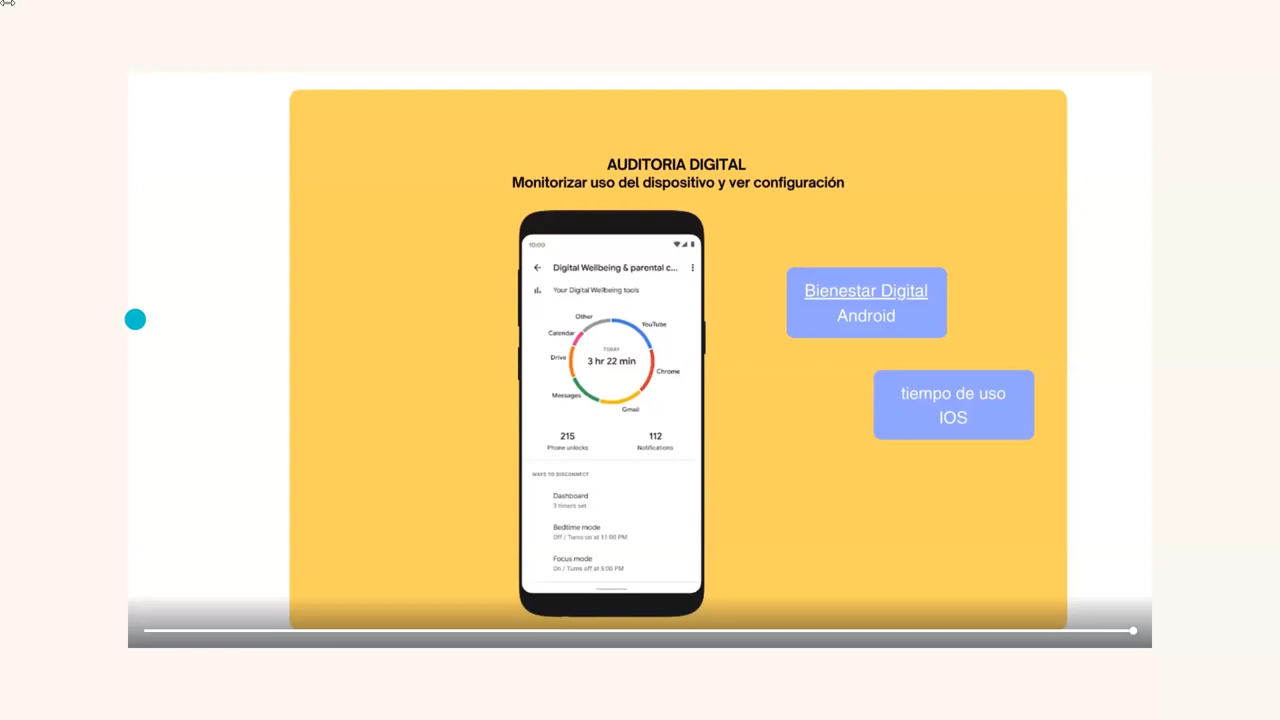 AUDITORIA DIGITAL
Monitorizar uso del dispositivo y ver configuración
10:00
Digital Wellbeing & parental c...
Your Digital Wellbeing tools
Other
YouTube
Calendar
TODAY
Drive
3 hr 22 min
Chrome
Messages
Gmail
215
112
Phone unlocks
Notifications
WAYS TO DISCONNECT
Dashboard
3 timers set
Bedtime mode
Off / Turns on at 11:00 PM
Focus mode
On / Turns off at 5:00 PM
Bienestar Digital
Android
tiempo de uso
IOS